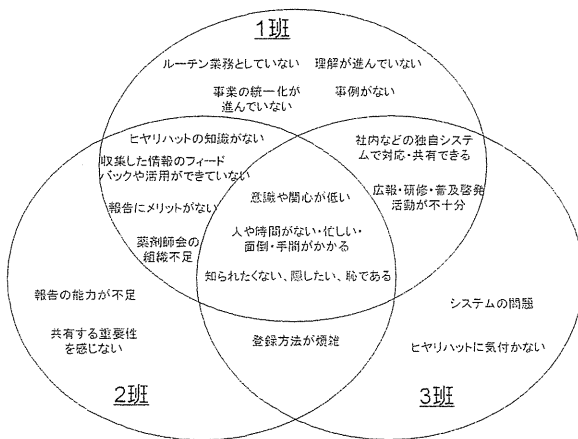 1班
ルーテン業務としていない
理解が進んでいない
事業の統一化が
進んでいない
事例がない
ヒヤリハットの知識がない
収集した情報のフィード
バックや活用ができていない
報告にメリットがない
薬剤師会の
組織不足
社内などの独自システ
ムで対応・共有できる
広報・研修・普及啓発
活動が不十分
意識や関心が低い
人や時間がない・忙しい・
面倒・手間がかかる
知られたくない、隠したい、恥である
報告の能力が不足
共有する重要性
を感じない
登録方法が煩雑
システムの問題
ヒヤリハットに気付かない
2班
3班